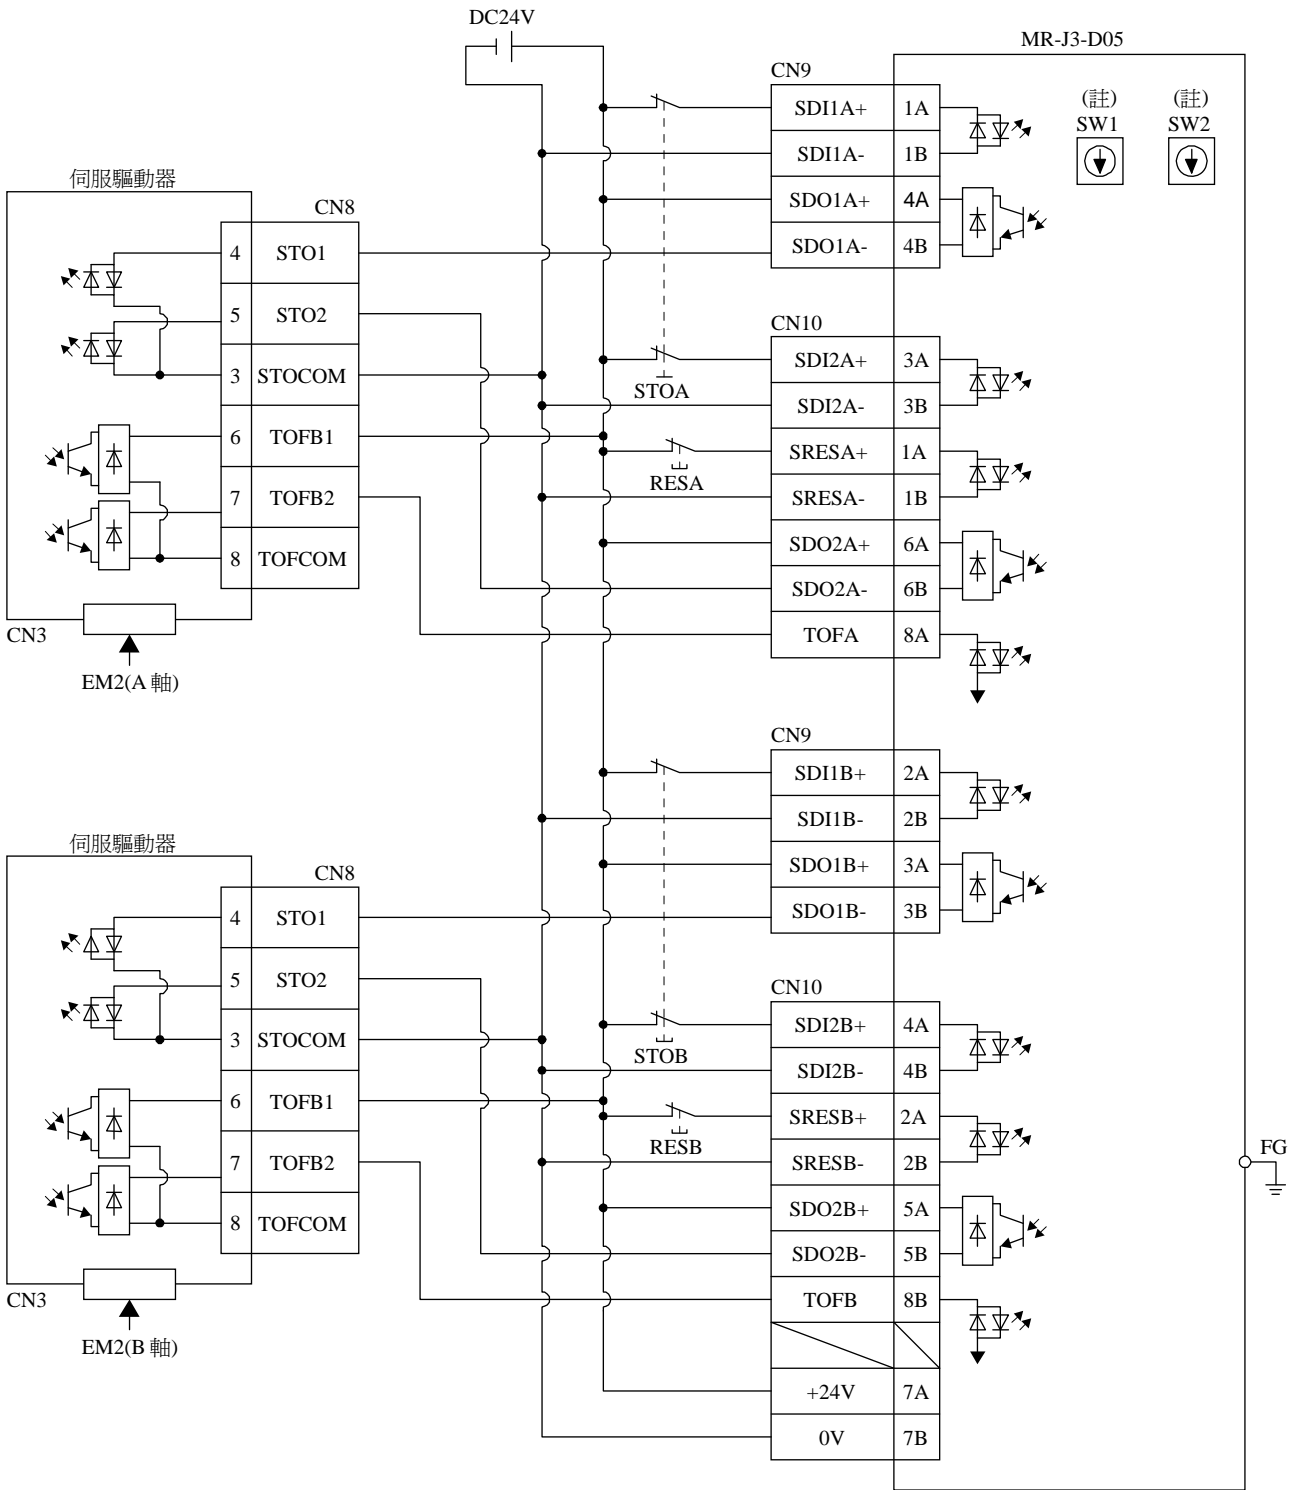 DC24V
MR-J3-D05
CN9
SDI1A+ 1A
SDI1A- 1B
SDO1A+ 4A
SDO1A- 4B
(註) (註)
SW1 SW2
伺服驅動器
CN8
4 STO1
5 STO2
3 STOCOM
6 TOFB1
7 TOFB2
8 TOFCOM
CN3
EM2(A 軸)
STOA
RESA
CN10
SDI2A+ 3A
SDI2A- 3B
SRESA+ 1A
SRESA- 1B
SDO2A+ 6A
SDO2A- 6B
TOFA 8A
CN9
SDI1B+ 2A
SDI1B- 2B
SDO1B+ 3A
SDO1B- 3B
伺服驅動器
CN8
4 STO1
5 STO2
3 STOCOM
6 TOFB1
7 TOFB2
8 TOFCOM
CN3
EM2(B 軸)
STOB
RESB
CN10
SDI2B+ 4A
SDI2B- 4B
SRESB+ 2A
SRESB- 2B
SDO2B+ 5A
SDO2B- 5B
TOFB 8B
+24V 7A
0V 7B
FG